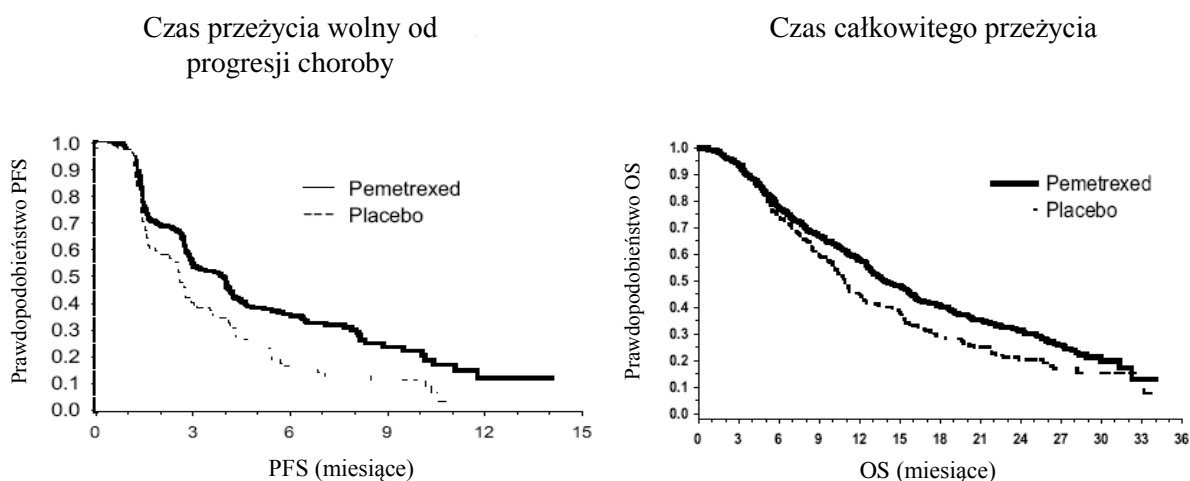 Czas przeżycia wolny od
progresji choroby
Prawdopodobieństwo PFS
1.0
0.9
0.8
0.7
0.6
0.5
0.4
0.3
0.2
0.1
0.0
Pemetrexed
Placebo
0 3 6 9 12 15
PFS (miesiące)
Czas całkowitego przeżycia
Prawdopodobieństwo OS
1.0
0.9
0.8
0.7
0.6
0.5
0.4
0.3
0.2
0.1
0.0
Pemetrexed
Placebo
0 3 6 9 12 15 18 21 24 27 30 33 36
OS (miesiące)